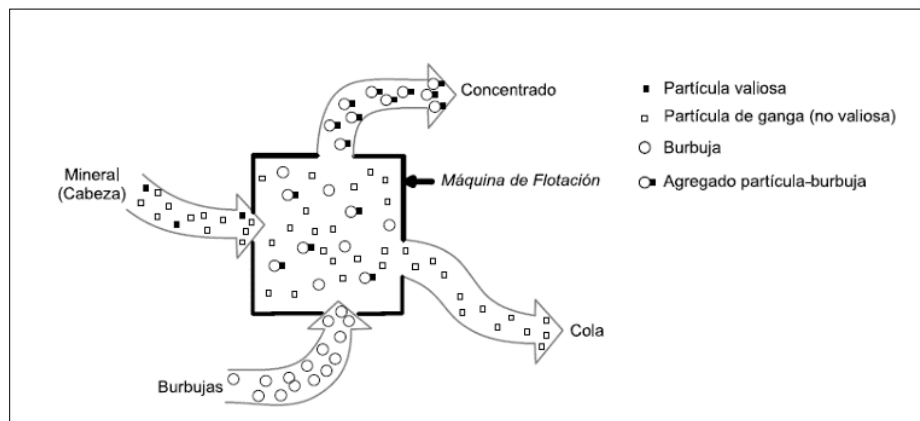 Concentrado
Partícula valiosa
Partícula de ganga (no valiosa)
Burbuja
Agregado partícula-burbuja
Mineral
(Cabeza)
Máquina de Flotación
Cola
Burbujas